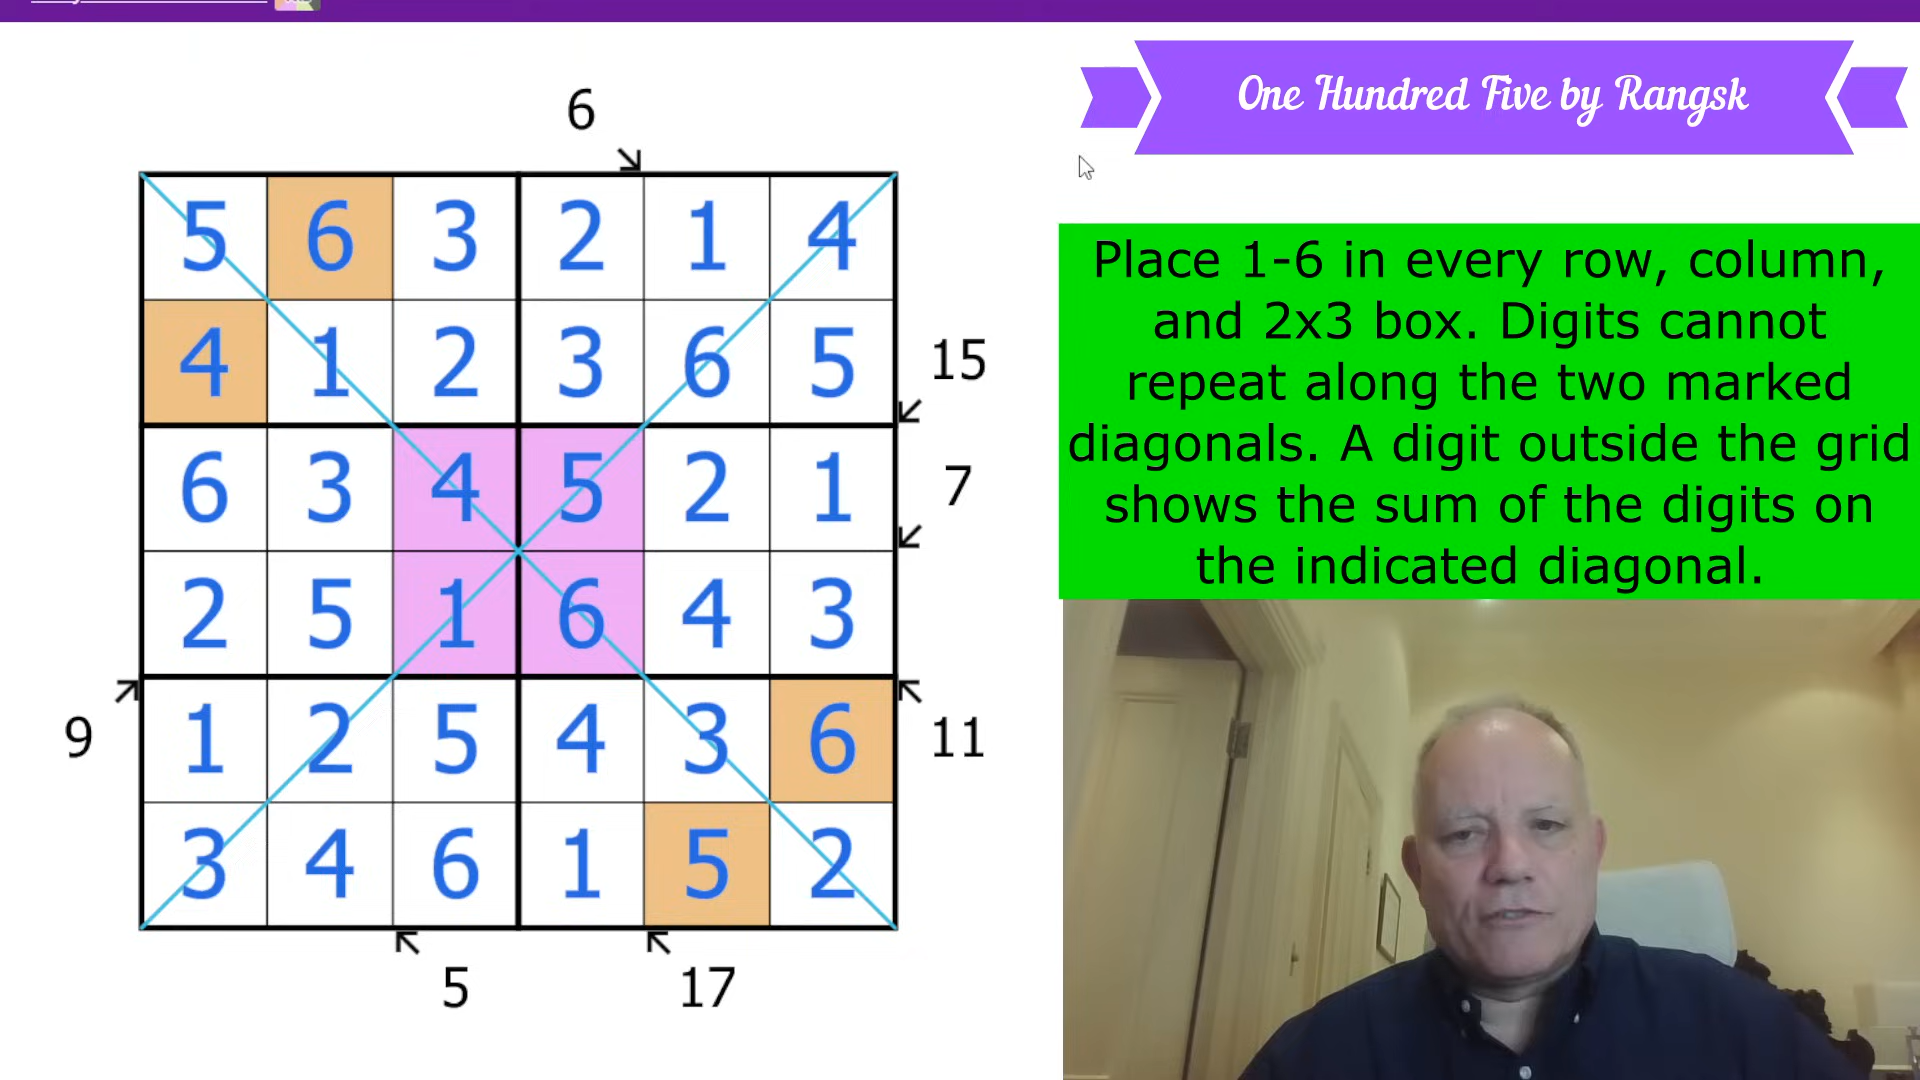 One Hundred Five by Rangsk
Place 1-6 in every row, column,
and 2x3 box. Digits cannot
repeat along the two marked
diagonals. A digit outside the grid
shows the sum of the digits on
the indicated diagonal.
6
5 6 3 2 1 4
4 1 2 3 6 5
15
6 3 4 5 2 1
7
2 5 1 6 4 3
9
1 2 5 4 3 6
11
3 4 6 1 5 2
5 17